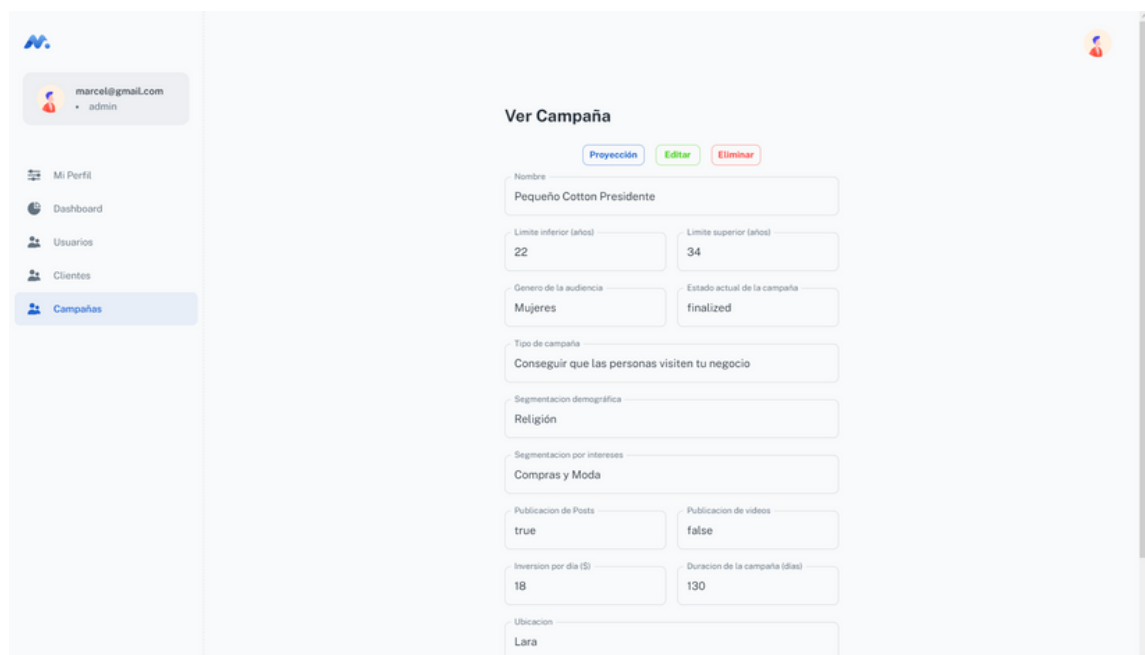 marcel@gmail.com
• admin
Mi Perfil
Dashboard
Usuarios
Clientes
Campañas
Ver Campaña
Proyección Editar Eliminar
Nombre
Pequeño Cotton Presidente
Limite inferior (años) Limite superior (años)
22 34
Genero de la audiencia Estado actual de la campaña
Mujeres finalized
Tipo de campaña
Conseguir que las personas visiten tu negocio
Segmentacion demográfica
Religión
Segmentacion por intereses
Compras y Moda
Publicacion de Posts Publicacion de videos
true false
Inversion por dia ($) Duracion de la campaña (dias)
18 130
Ubicacion
Lara